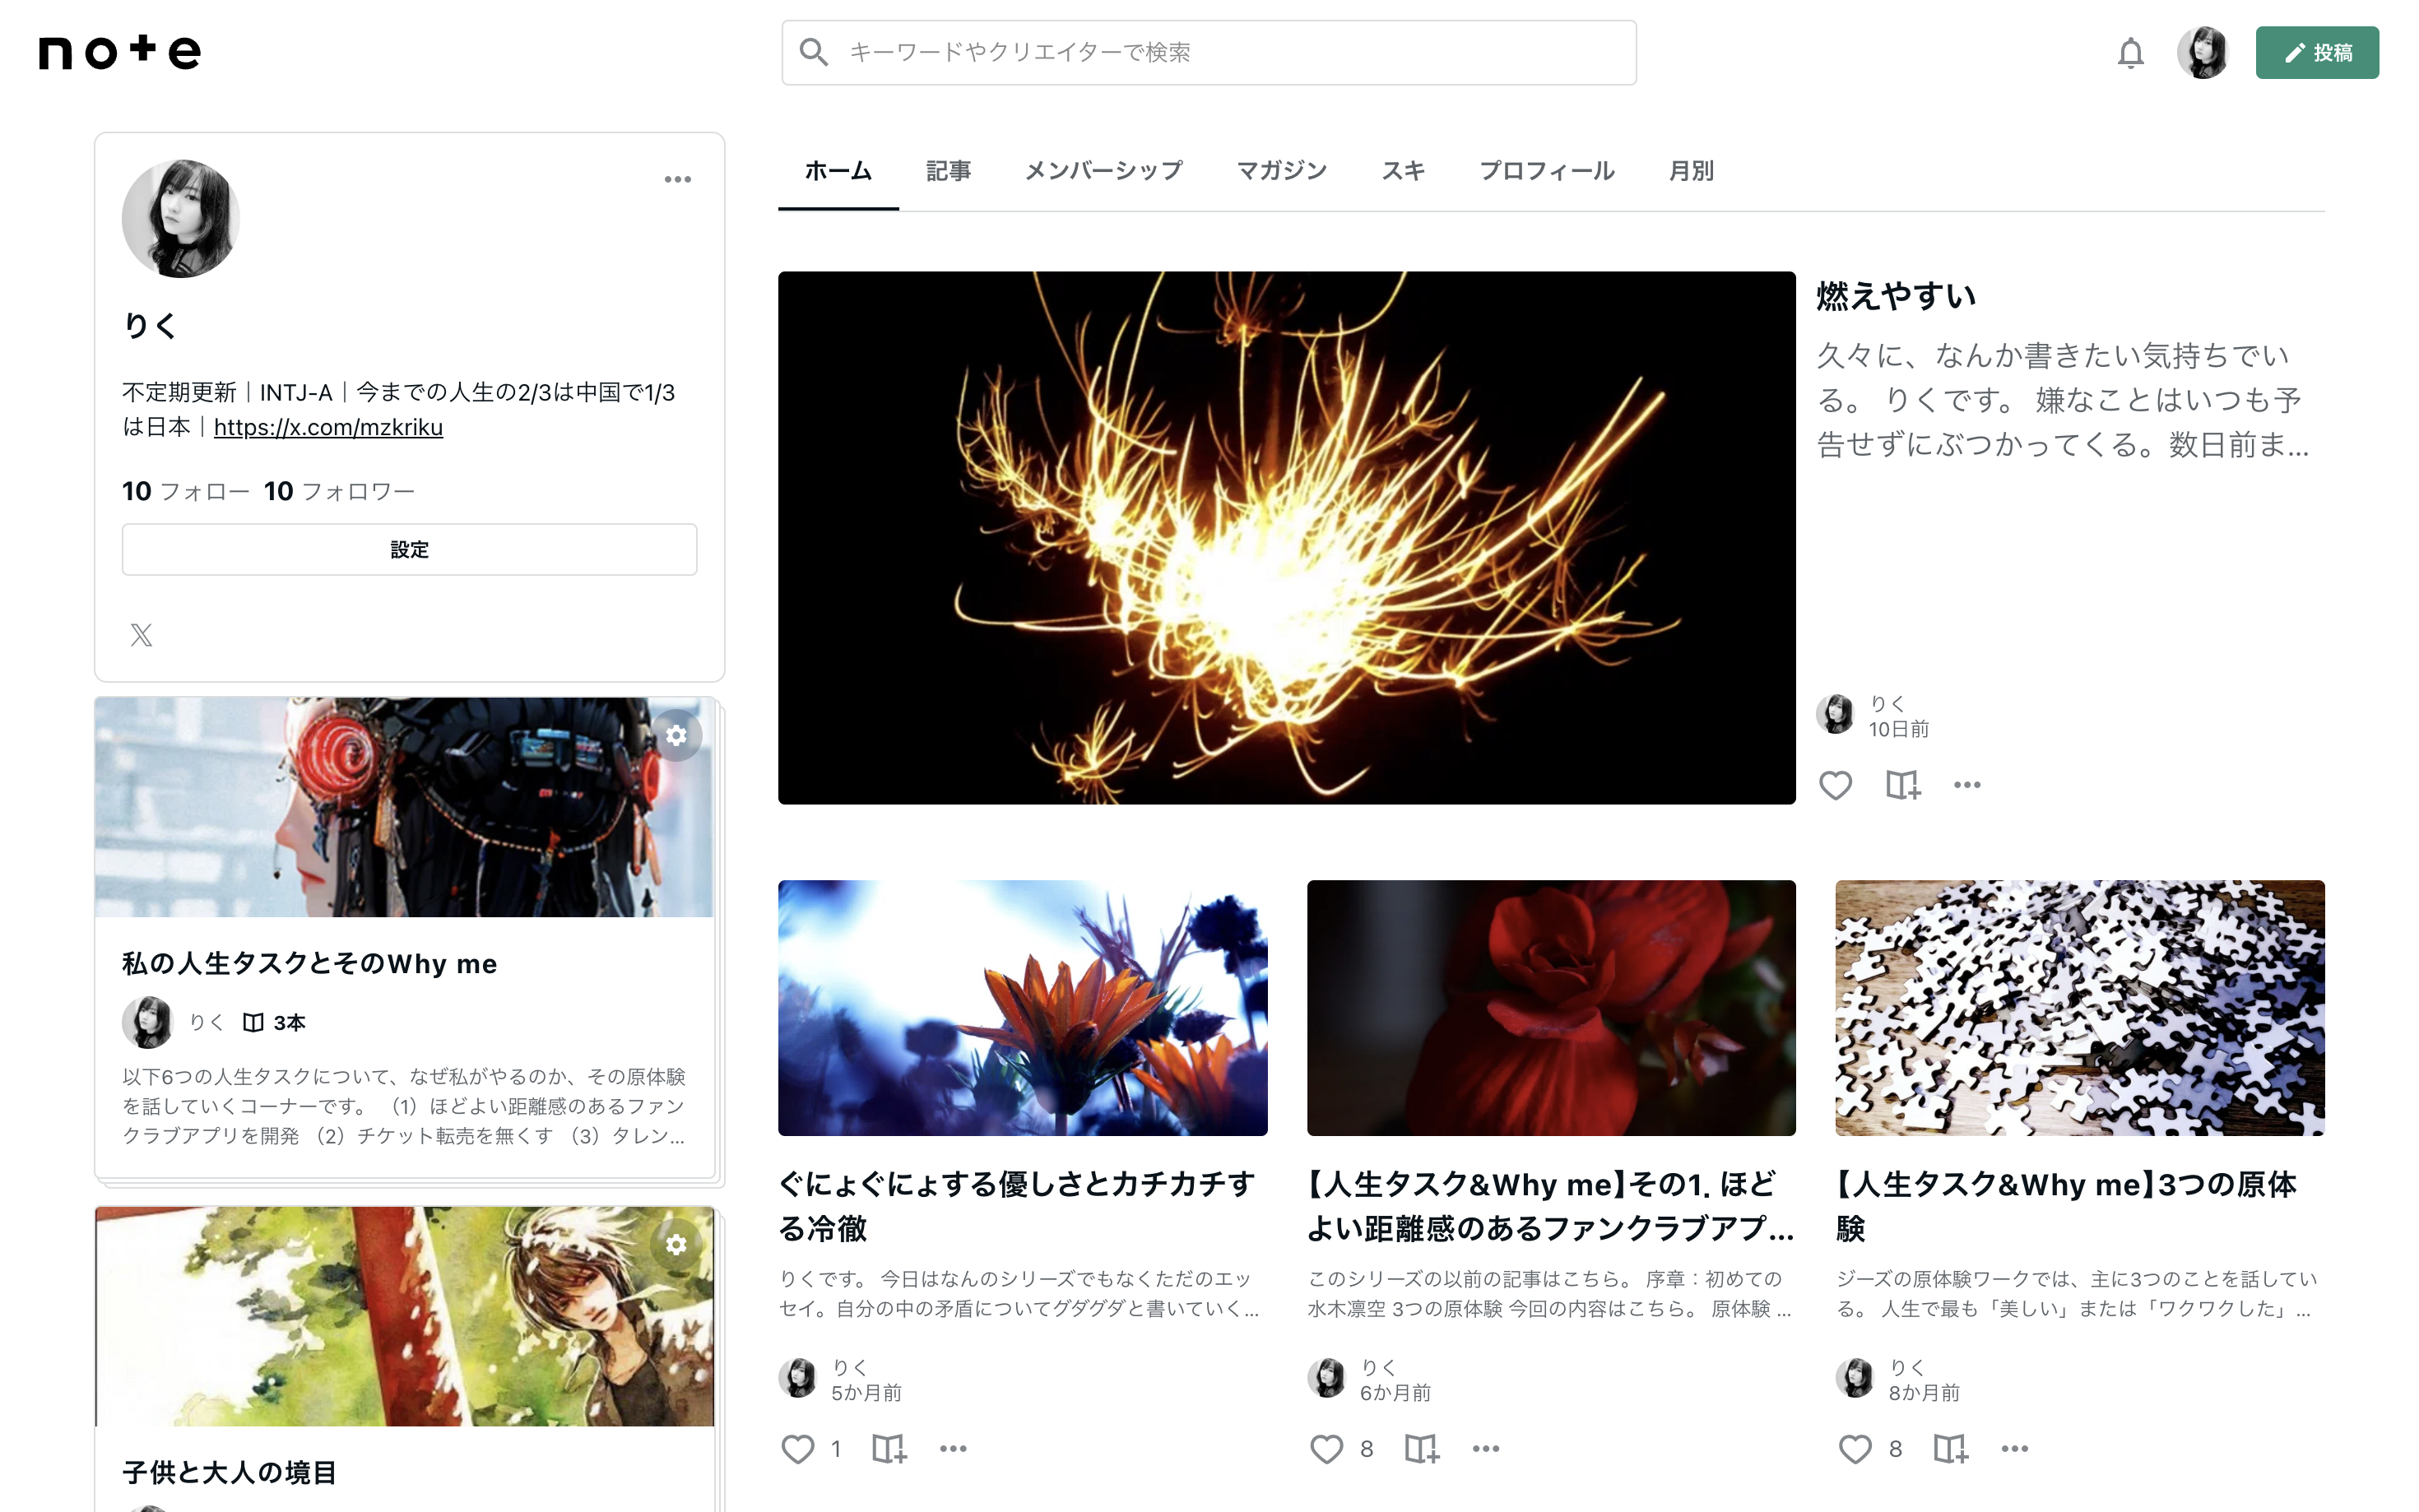 note
キーワードやクリエイターで検索
投稿
ホーム
記事
メンバーシップ
マガジン
スキ
プロフィール
月別
りく
不定期更新｜INTJ-A｜今までの人生の2/3は中国で1/3
は日本｜https://x.com/mzkriku
10 フォロー 10 フォロワー
設定
私の人生タスクとそのWhy me
りく 3本
以下6つの人生タスクについて、なぜ私がやるのか、その原体験
を話していくコーナーです。 （1）ほどよい距離感のあるファン
クラブアプリを開発 （2）チケット転売を無くす （3）タレン...
子供と大人の境目
燃えやすい
久々に、なんか書きたい気持ちでい
る。 りくです。 嫌なことはいつも予
告せずにぶつかってくる。数日前ま...
りく
10日前
ぐにょぐにょする優しさとカチカチす
る冷徹
りくです。 今日はなんのシリーズでもなくただのエッ
セイ。自分の中の矛盾についてグダグダと書いていく...
りく
5か月前
1
【人生タスク&Why me】その1. ほど
よい距離感のあるファンクラブアプ...
このシリーズの以前の記事はこちら。 序章：初めての
水木凛空 3つの原体験 今回の内容はこちら。 原体験 ...
りく
6か月前
8
【人生タスク&Why me】3つの原体
験
ジーズの原体験ワークでは、主に3つのことを話してい
る。 人生で最も「美しい」または「ワクワクした」...
りく
8か月前
8